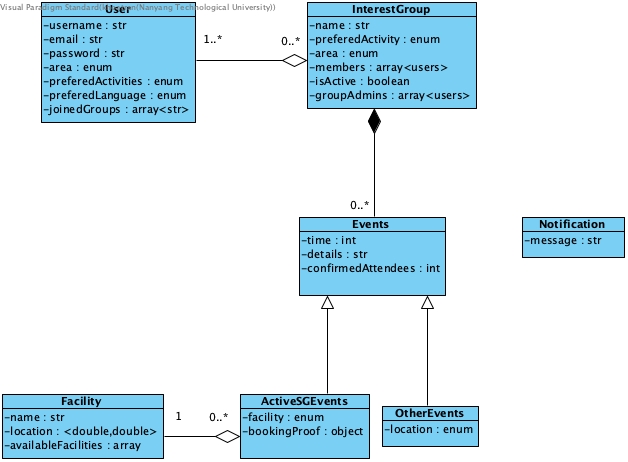 Visual Paradigm Standard(    (Nanyang Technological University))
User
-username : str
-email : str
-password : str
-area : enum
-preferedActivities : enum
-preferedLanguage : enum
-joinedGroups : array<str>
1..*
0..*
InterestGroup
-name : str
-preferedActivity : enum
-area : enum
-members : array<users>
-isActive : boolean
-groupAdmins : array<users>
0..*
Events
-time : int
-details : str
-confirmedAttendees : int
Notification
-message : str
Facility
-name : str
-location : <double,double>
-availableFacilities : array
1
0..*
ActiveSGEvents
-facility : enum
-bookingProof : object
OtherEvents
-location : enum